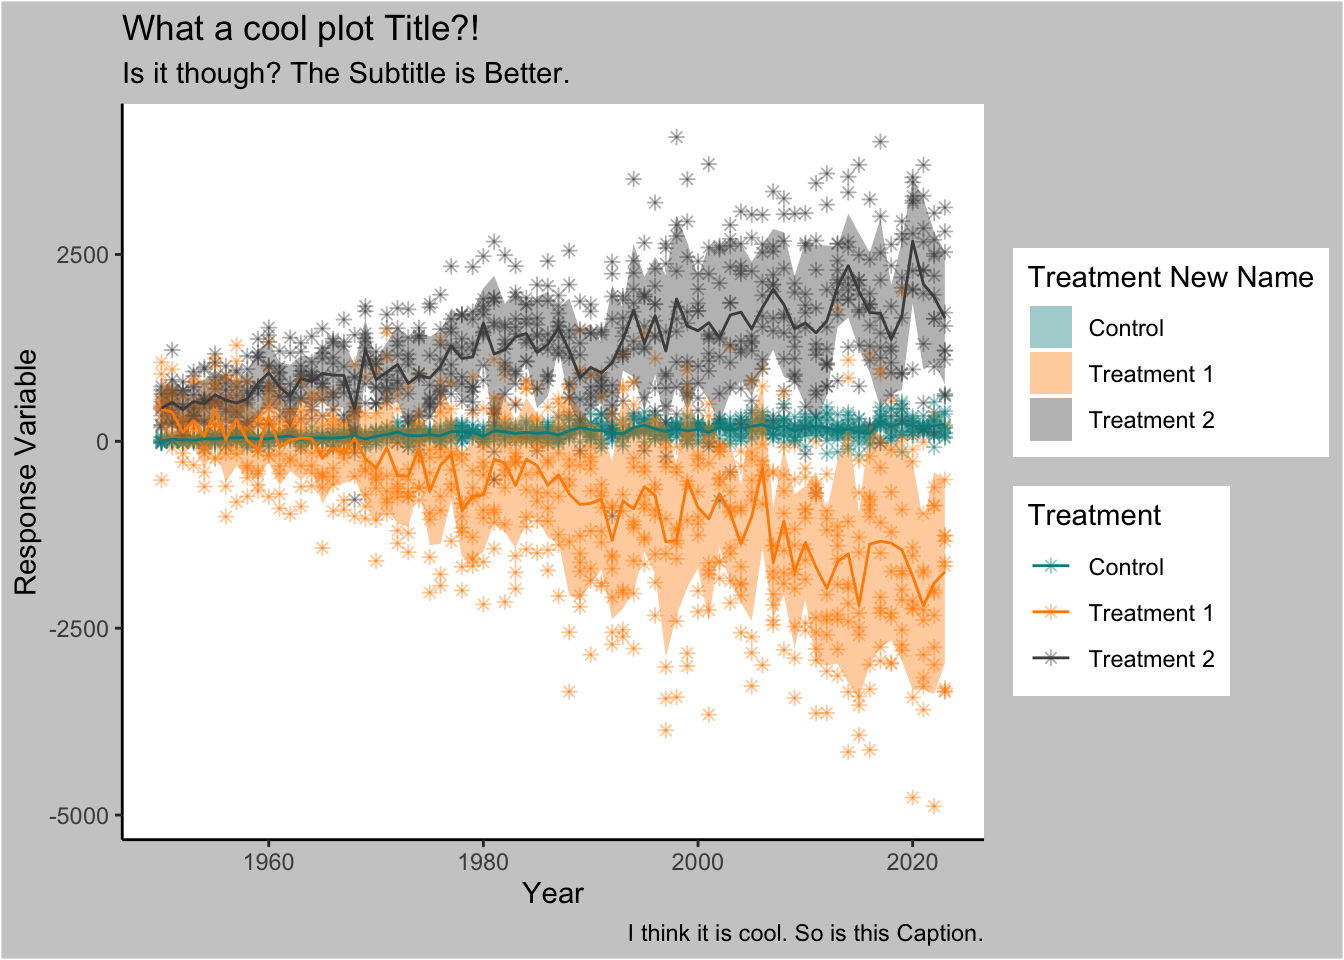 What a cool plot Title?!
Is it though? The Subtitle is Better.
Response Variable
2500
0
-2500
-5000
1960 1980 2000 2020
Year
I think it is cool. So is this Caption.
Treatment New Name
Control
Treatment 1
Treatment 2
Treatment
Control
Treatment 1
Treatment 2